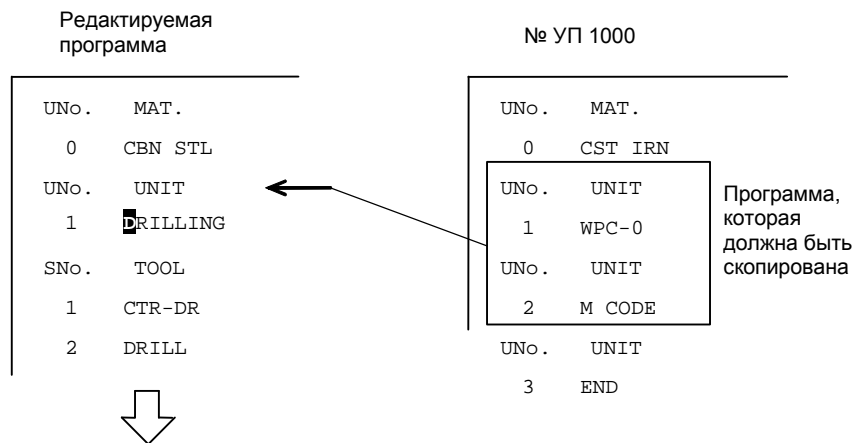 Редактируемая
программа
UNo. MAT.
0 CBN STL
UNo. UNIT
1 DRILLING
SNo. TOOL
1 CTR-DR
2 DRILL
№ УП 1000
UNo. MAT.
0 CST IRN
UNo. UNIT
1 WPC-0
UNo. UNIT
2 M CODE
UNo. UNIT
3 END
Программа,
которая
должна быть
скопирована